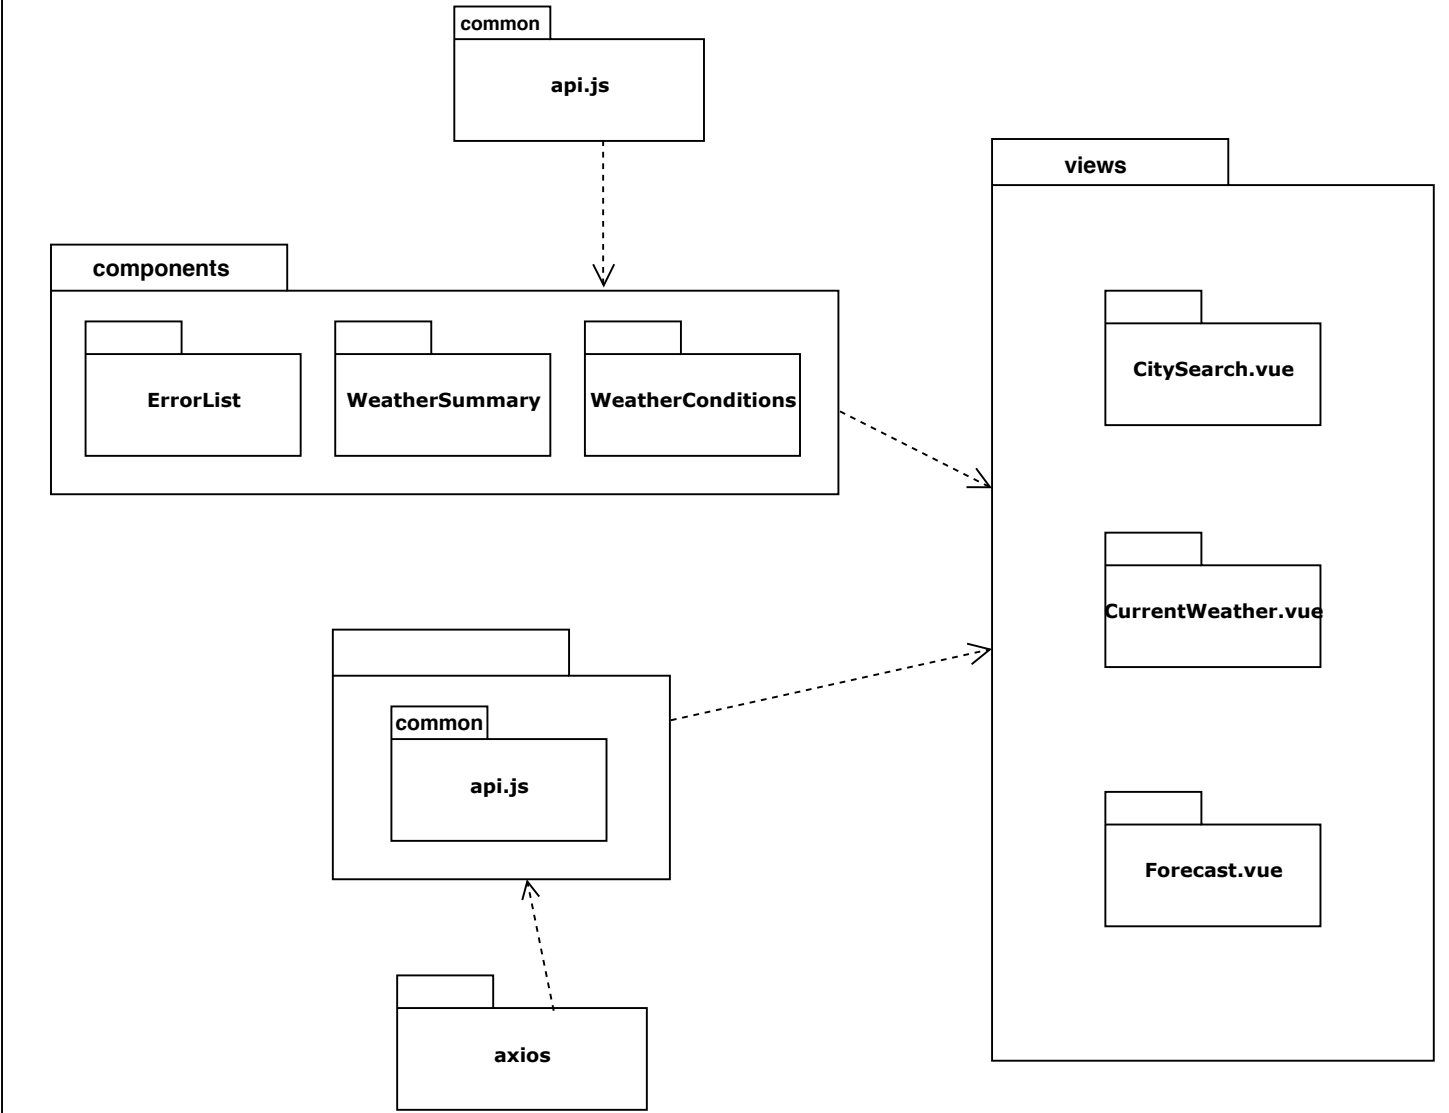 common
api.js
views
components
CitySearch.vue
ErrorList
WeatherSummary
WeatherConditions
CurrentWeather.vue
common
api.js
Forecast.vue
axios